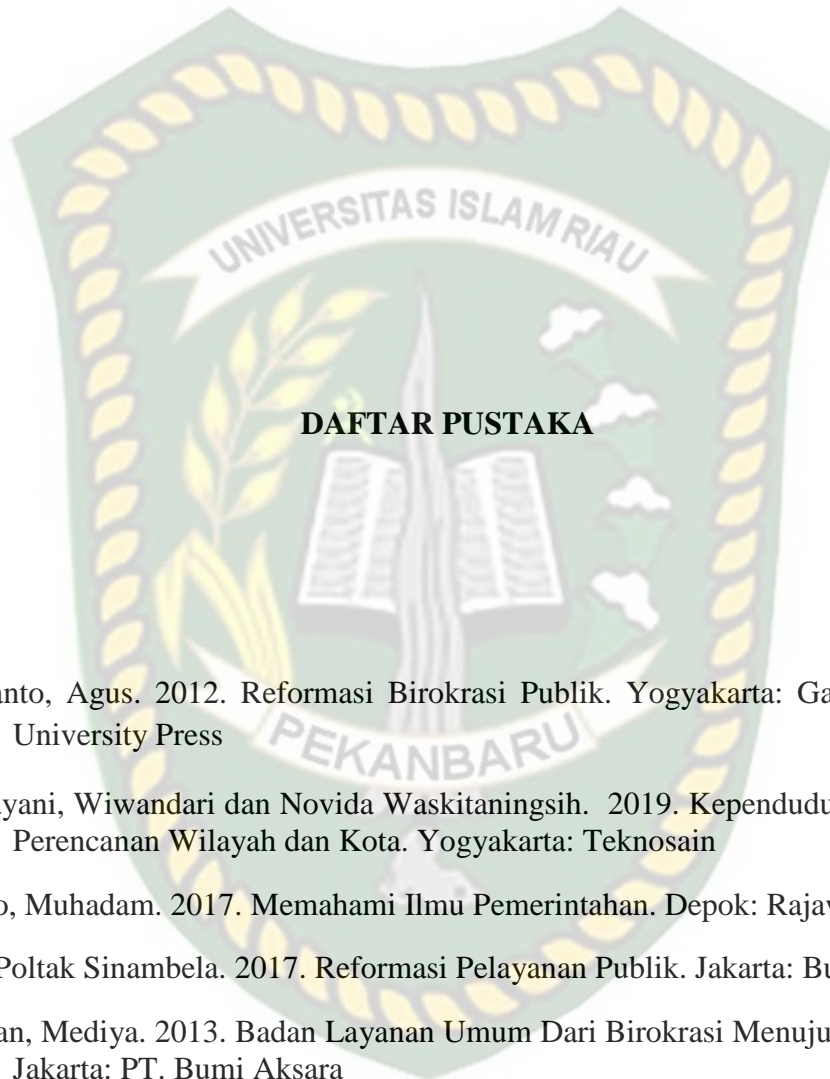 UNIVERSITAS ISLAM RIAU
DAFTAR PUSTAKA
anto, Agus. 2012. Reformasi Birokrasi Publik. Yogyakarta: Ga
University Press
PEKANBARU
yani, Wiwandari dan Novida Waskitaningsih. 2019. Kependudu
Perencanan Wilayah dan Kota. Yogyakarta: Teknosain
o, Muhadam. 2017. Memahami Ilmu Pemerintahan. Depok: Rajav
Poltak Sinambela. 2017. Reformasi Pelayanan Publik. Jakarta: Bu
an, Mediya. 2013. Badan Layanan Umum Dari Birokrasi Menuju
Jakarta: PT. Bumi Aksara